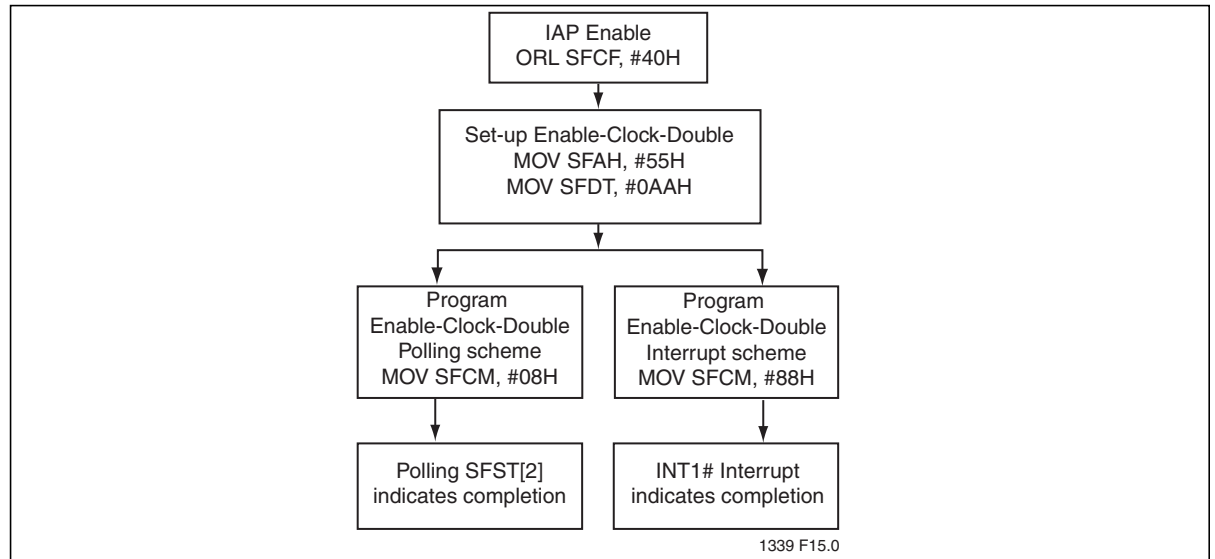 IAP Enable
ORL SFCF, #40H
Set-up Enable-Clock-Double
MOV SFAH, #55H
MOV SFDT, #0AAH
Program
Enable-Clock-Double
Polling scheme
MOV SFCM, #08H
Program
Enable-Clock-Double
Interrupt scheme
MOV SFCM, #88H
Polling SFST[2]
indicates completion
INT1# Interrupt
indicates completion
1339 F15.0